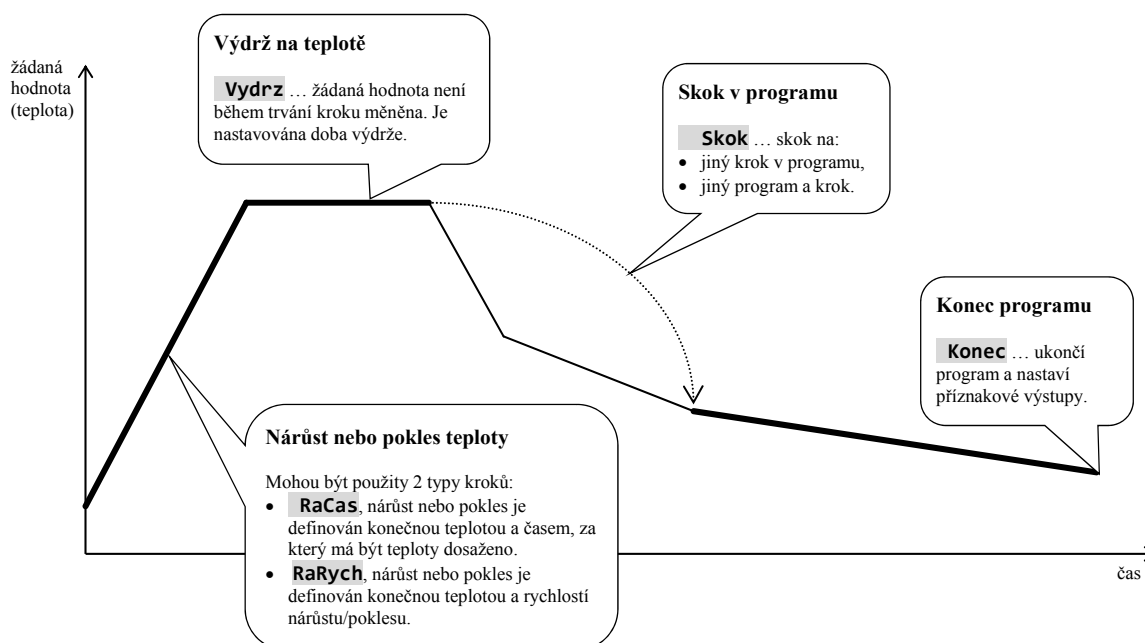 žádaná
hodnota
(teplota)
Výdrž na teplotě
Vydrz … žádaná hodnota není
během trvání kroku měněna. Je
nastavována doba výdrže.
Skok v programu
Skok … skok na:
• jiný krok v programu,
• jiný program a krok.
Konec programu
Konec … ukončí
program a nastaví
příznakové výstupy.
Nárůst nebo pokles teploty
Mohou být použity 2 typy kroků:
• RaCas, nárůst nebo pokles je
definován konečnou teplotou a časem, za
který má být teploty dosaženo.
• RaRych, nárůst nebo pokles je
definován konečnou teplotou a rychlostí
nárůstu/poklesu.
čas